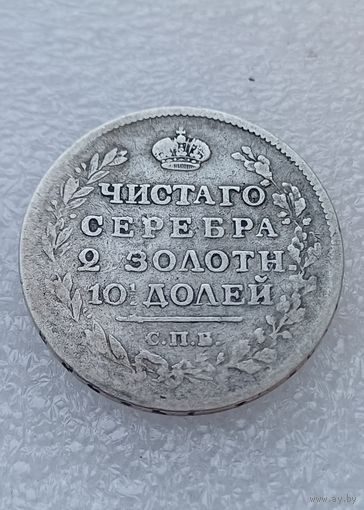 ЧИСТАГО
СЕРЕБРА
2 ЗОЛОТН.
10½ ДОЛЕЙ
С.П.Б.
www.ay.by